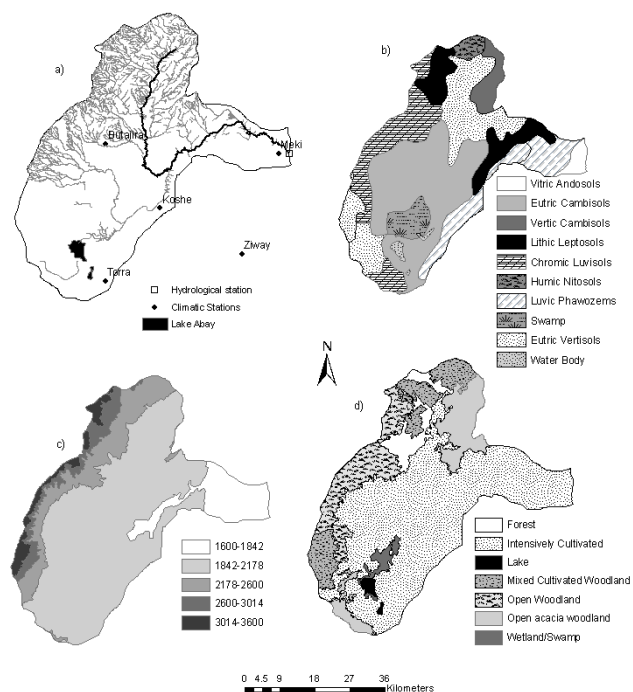 a)
Butajira
Meki
Koshe
Ziway
Torra
Hydrological station
Climatic Stations
Lake Abay
b)
Vitric Andosols
Eutric Cambisols
Vertic Cambisols
Lithic Leptosols
Chromic Luvisols
Humic Nitosols
Luvic Phawozems
Swamp
Eutric Vertisols
Water Body
N
c)
1600-1842
1842-2178
2178-2600
2600-3014
3014-3600
d)
Forest
Intensively Cultivated
Lake
Mixed Cultivated Woodland
Open Woodland
Open acacia woodland
Wetland/Swamp
0 4.5 9 18 27 36
Kilometers